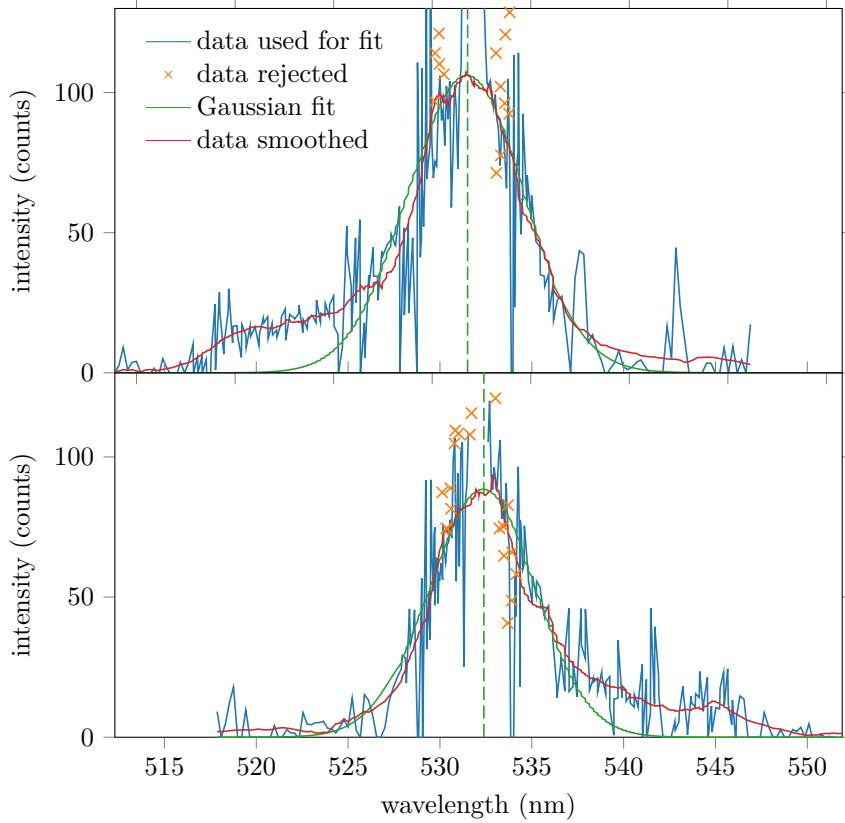 data used for fit
data rejected
Gaussian fit
data smoothed
100
50
0
intensity (counts)
100
50
0
intensity (counts)
515 520 525 530 535 540 545 550
wavelength (nm)